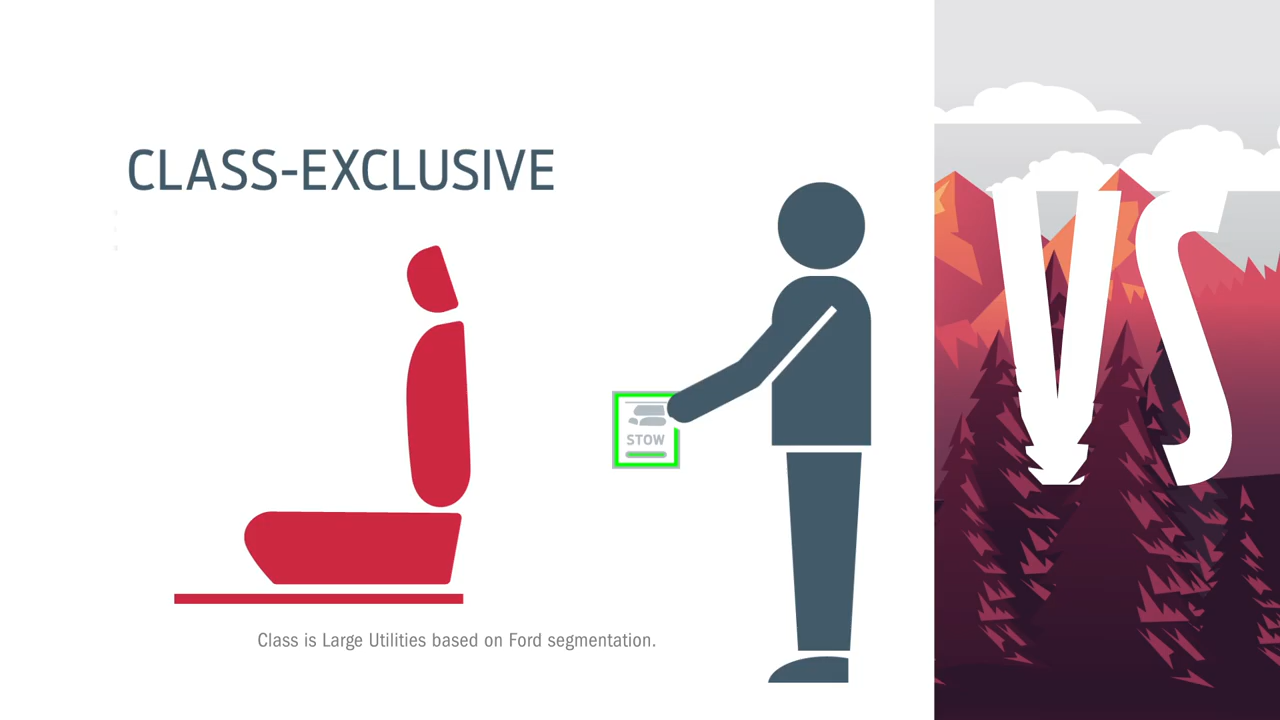 CLASS-EXCLUSIVE
VS
STOW
Class is Large Utilities based on Ford segmentation.